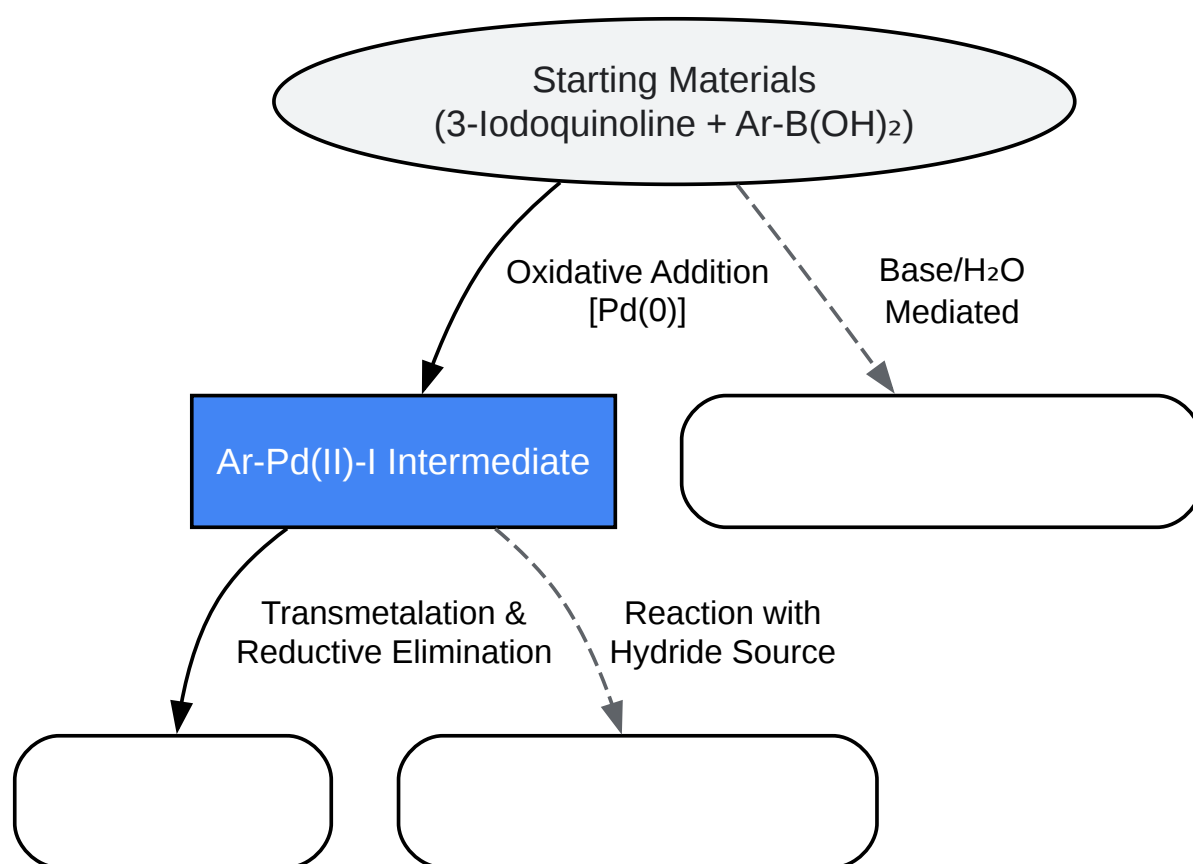 Starting Materials
(3-Iodoquinoline + Ar-B(OH)₂)
Oxidative Addition
[Pd(0)]
Base/H₂O
Mediated
Ar-Pd(II)-I Intermediate
Transmetalation &
Reductive Elimination
Reaction with
Hydride Source